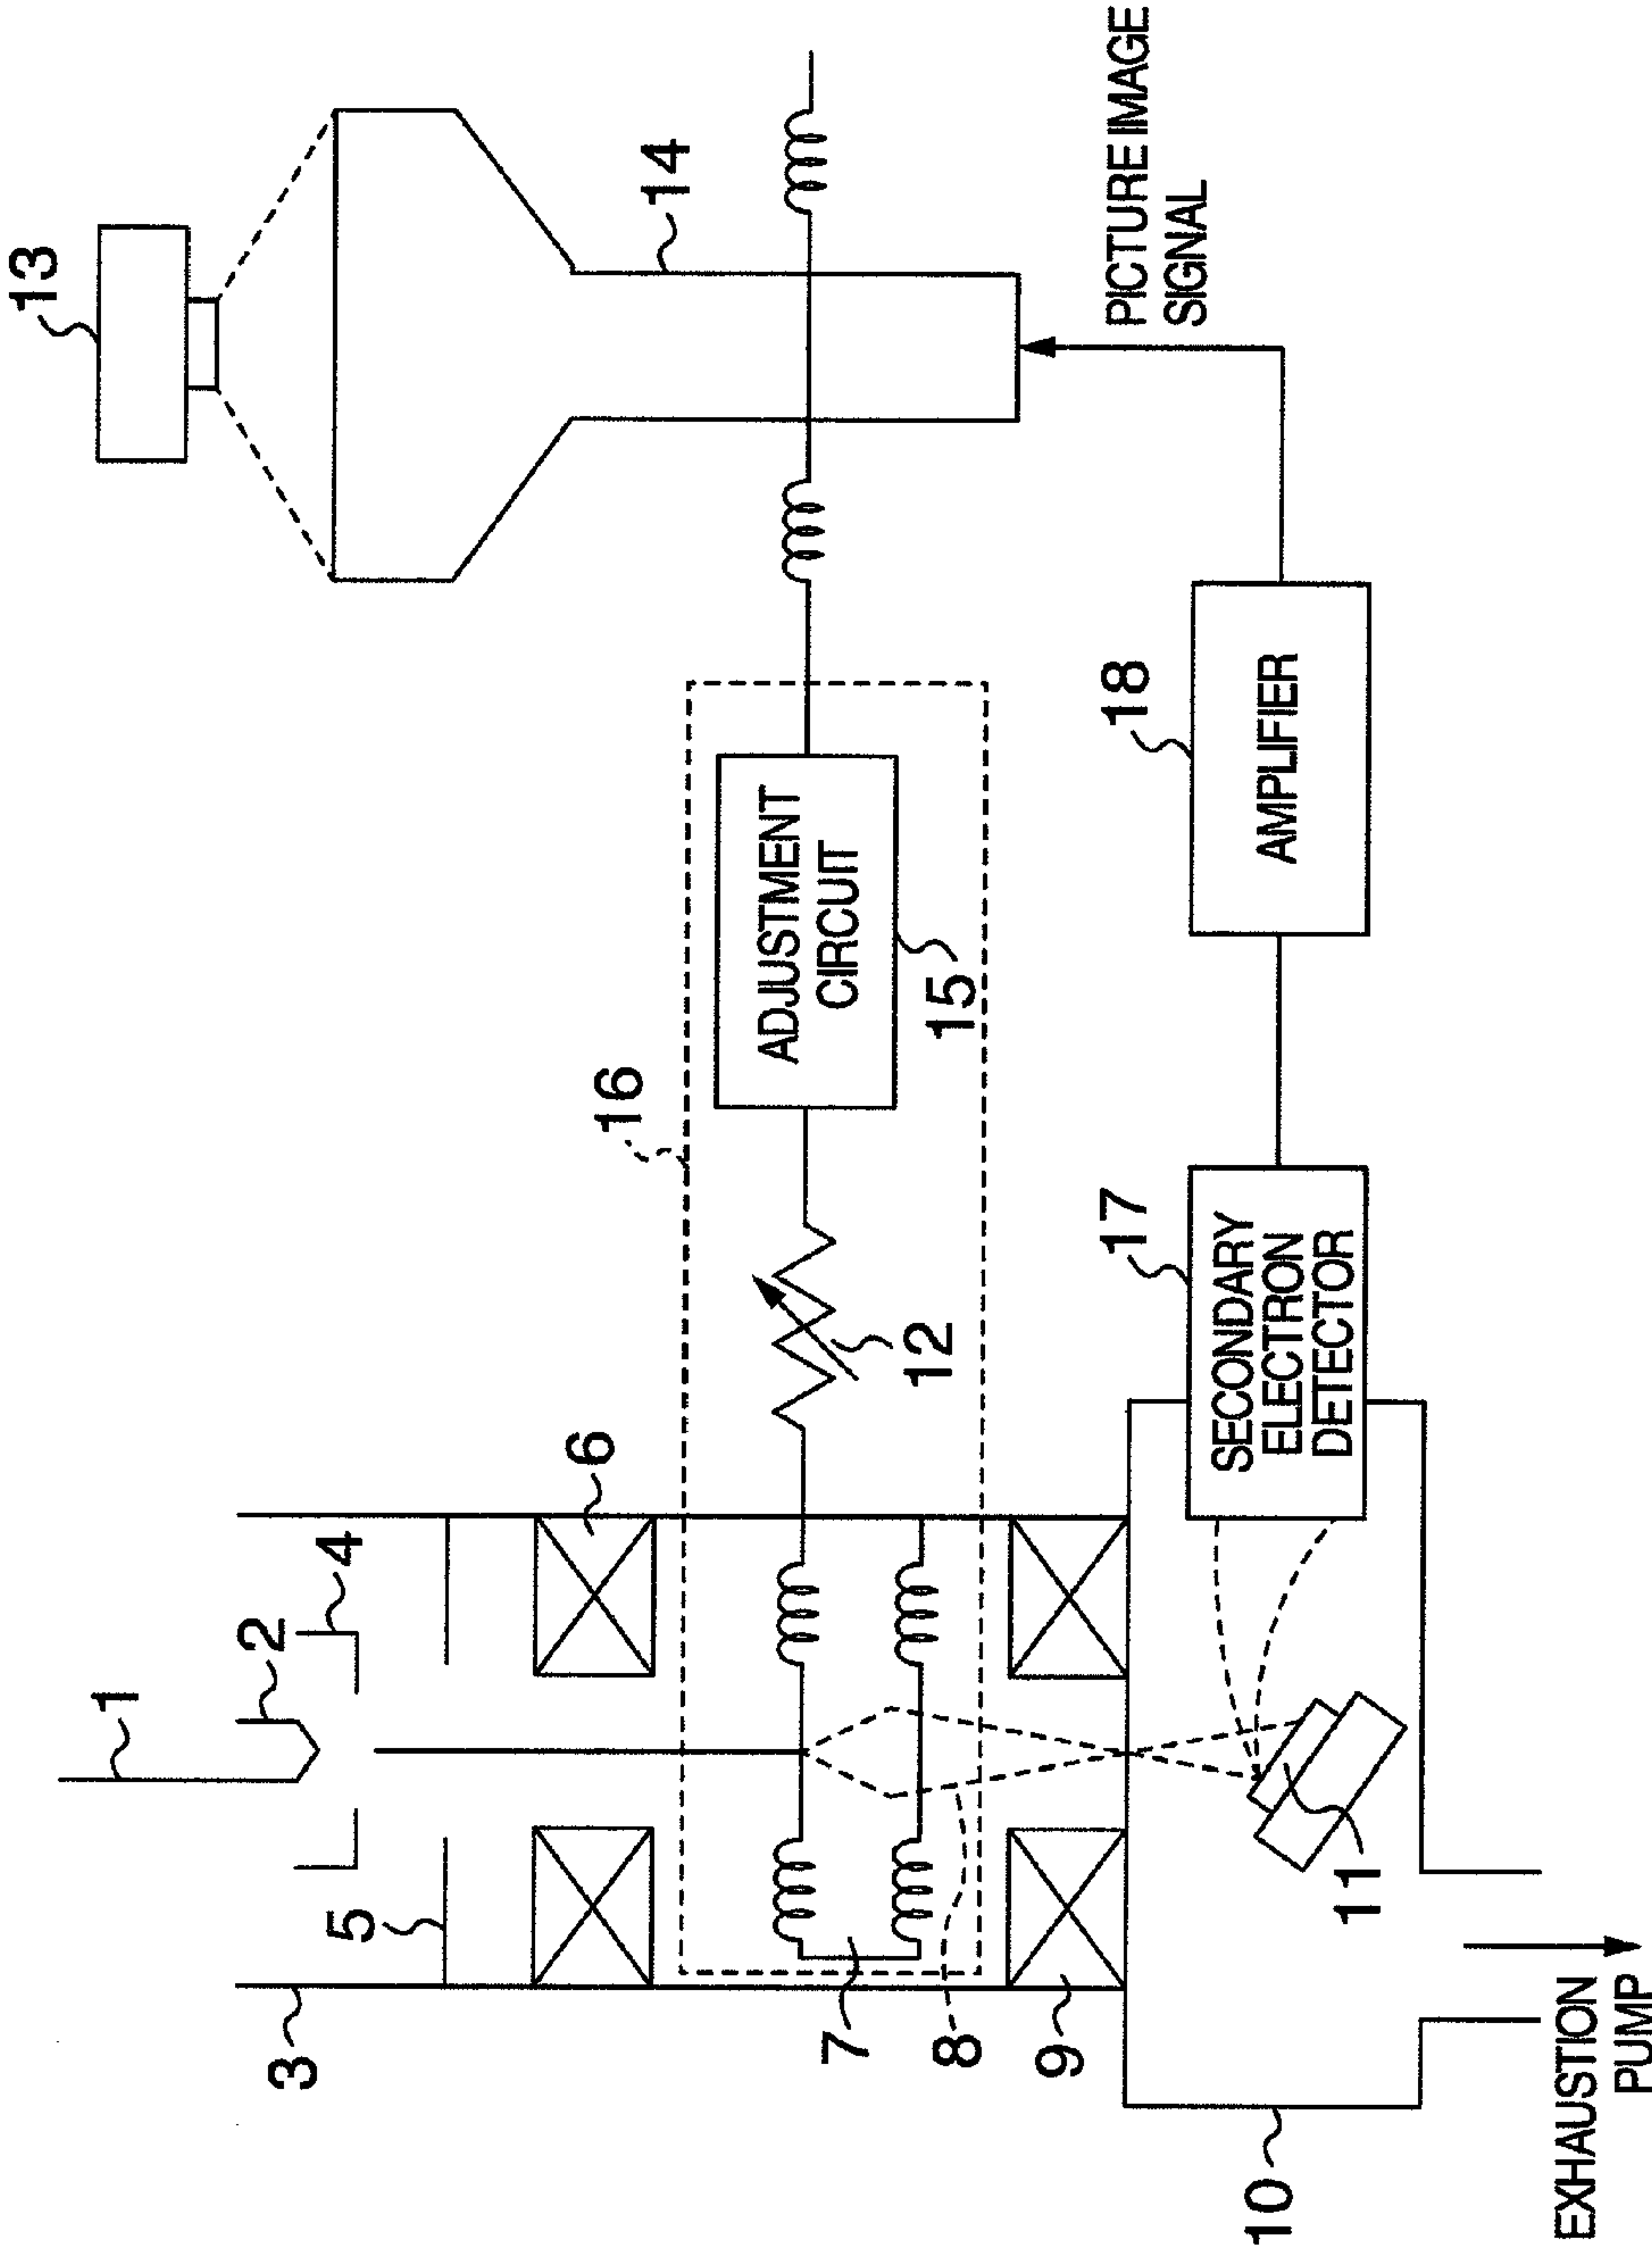 13
14
PICTURE IMAGE
SIGNAL
16
ADJUSTMENT
CIRCUIT
15
18
AMPLIFIER
12
17
SECONDARY
ELECTRON
DETECTOR
1
2
4
6
5
3
7
8
9
11
10
EXHAUSTION
PUMP